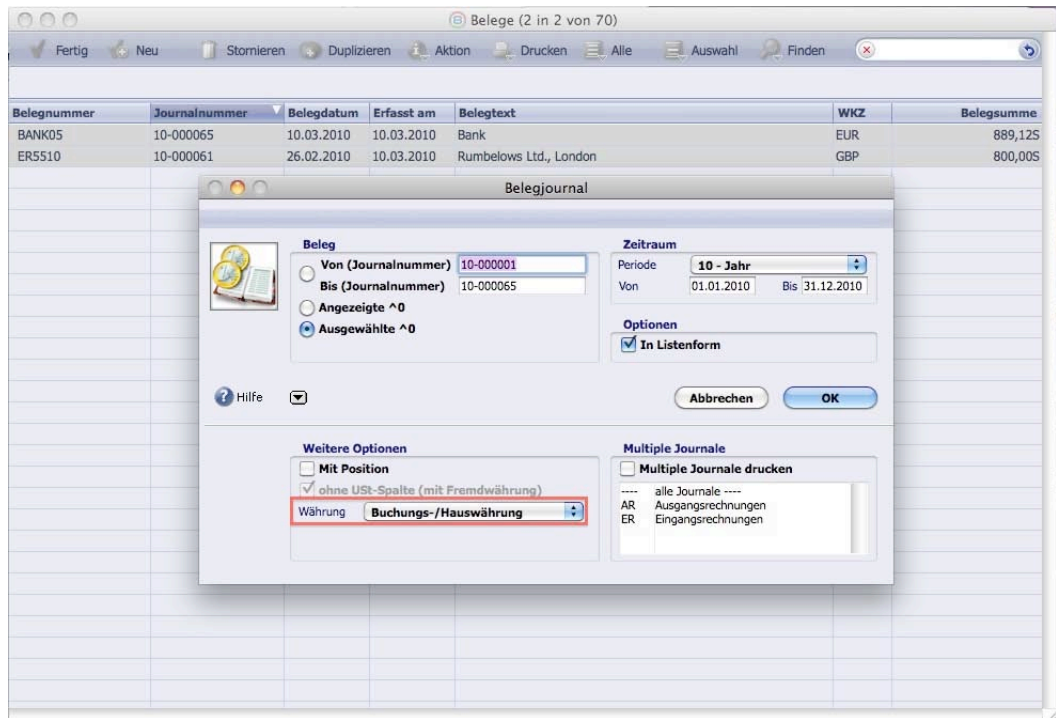 Belege (2 in 2 von 70)
Fertig Neu Stornieren Duplizieren Aktion Drucken Alle Auswahl Finden
Belegnummer Journalnummer Belegdatum Erfasst am Belegtext WKZ Belegsumme
BANK05 10-000065 10.03.2010 10.03.2010 Bank EUR 889,12S
ER5510 10-000061 26.02.2010 10.03.2010 Rumbelows Ltd., London GBP 800,00S
Belegjournal
Beleg
Von (Journalnummer) 10-000001
Bis (Journalnummer) 10-000065
Angezeigte ^0
Ausgewählte ^0
Zeitraum
Periode 10 - Jahr
Von 01.01.2010 Bis 31.12.2010
Optionen
In Listenform
Hilfe
Abbrechen OK
Weitere Optionen
Mit Position
ohne USt-Spalte (mit Fremdwährung)
Währung Buchungs-/Hauswährung
Multiple Journale
Multiple Journale drucken
---- alle Journale ----
AR Ausgangsrechnungen
ER Eingangsrechnungen